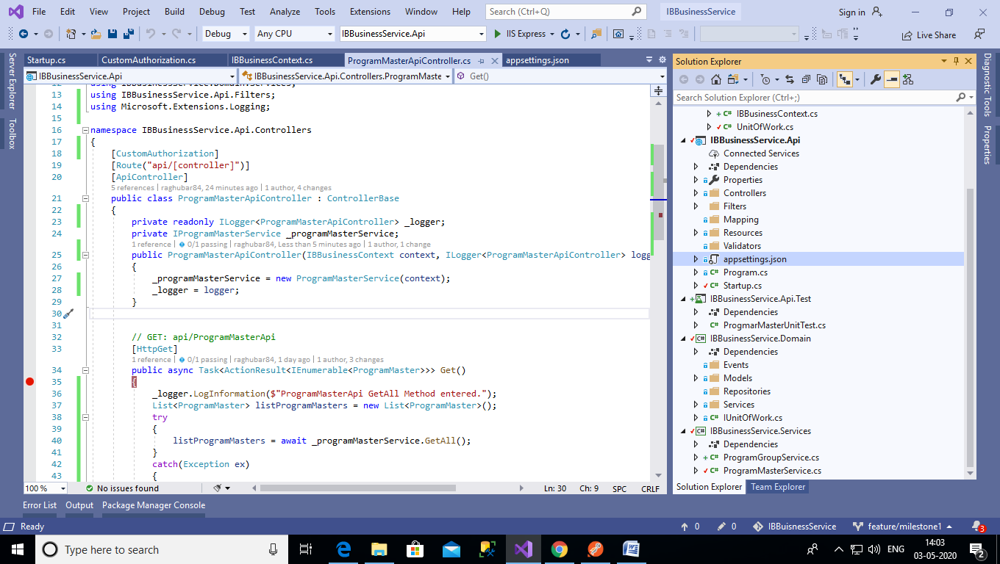 File Edit View Project Build Debug Test Analyze Tools Extensions Window Help Search (Ctrl+Q) IBBusinessService Sign in
Debug Any CPU IBBusinessService.Api IIS Express Live Share
Server Explorer
Toolbox
Startup.cs CustomAuthorization.cs IBBusinessContext.cs ProgramMasterApiController.cs appsettings.json
IBBusinessService.Api IBBusinessService.Api.Controllers.ProgramMaste Get()
13 using IBBusinessService.Api.Filters;
14 using Microsoft.Extensions.Logging;
15
16 namespace IBBusinessService.Api.Controllers
17 {
18 [CustomAuthorization]
19 [Route("api/[controller]")]
20 [ApiController]
5 references | raghubar84, 24 minutes ago | 1 author, 4 changes
21 public class ProgramMasterApiController : ControllerBase
22 {
23 private readonly ILogger<ProgramMasterApiController> _logger;
24 private IProgramMasterService _programMasterService;
1 reference | 0/1 passing | raghubar84, Less than 5 minutes ago | 1 author, 1 change
25 public ProgramMasterApiController(IBBusinessContext context, ILogger<ProgramMasterApiController> logg
26 {
27 _programMasterService = new ProgramMasterService(context);
28 _logger = logger;
29 }
30
31
32 // GET: api/ProgramMasterApi
33 [HttpGet]
1 reference | 0/1 passing | raghubar84, 1 day ago | 1 author, 3 changes
34 public async Task<ActionResult<IEnumerable<ProgramMaster>>> Get()
35 {
36 _logger.LogInformation($"ProgramMasterApi GetAll Method entered.");
37 List<ProgramMaster> listProgramMasters = new List<ProgramMaster>();
38 try
39 {
40 listProgramMasters = await _programMasterService.GetAll();
41 }
42 catch(Exception ex)
43 {
100 % No issues found Ln: 30 Ch: 9 SPC CRLF
Solution Explorer
Search Solution Explorer (Ctrl+;)
IBBusinessContext.cs
UnitOfWork.cs
IBBusinessService.Api
Connected Services
Dependencies
Properties
Controllers
Filters
Mapping
Resources
Validators
appsettings.json
Program.cs
Startup.cs
IBBusinessService.Api.Test
Dependencies
ProgmarMasterUnitTest.cs
IBBusinessService.Domain
Dependencies
Events
Models
Repositories
Services
IUnitOfWork.cs
IBBusinessService.Services
Dependencies
ProgramGroupService.cs
ProgramMasterService.cs
Solution Explorer Team Explorer
Diagnostic Tools
Properties
Error List Output Package Manager Console
Ready 0 0 IBBuisnessService feature/milestone1 3
Type here to search ENG 14:03
03-05-2020 2